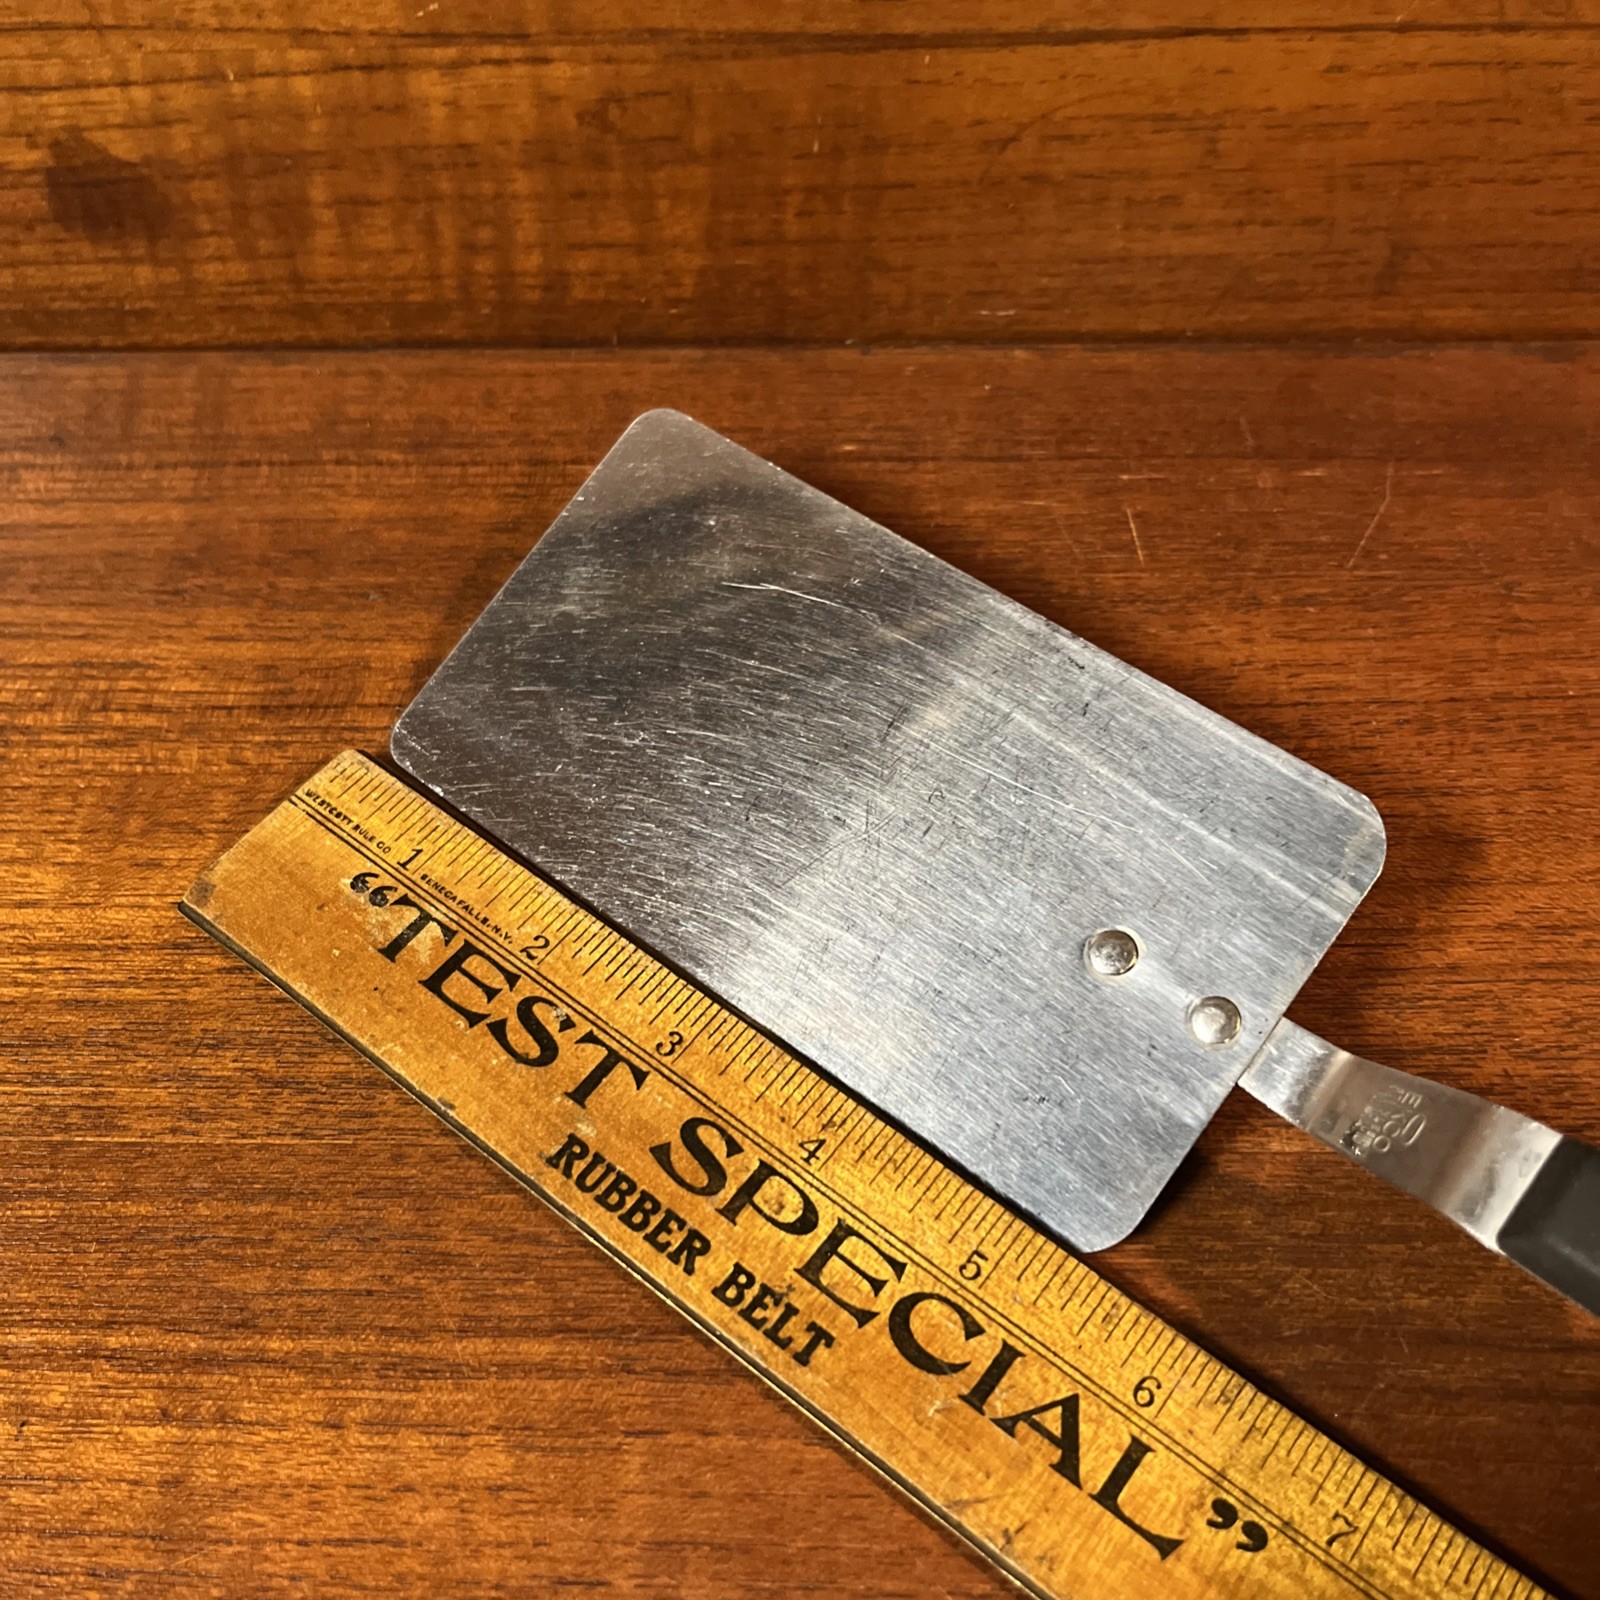 WESTCOTT RULE CO.
SENECA FALLS, N.Y.
1 2 3 4 5 6 7
“TEST SPECIAL”
RUBBER BELT